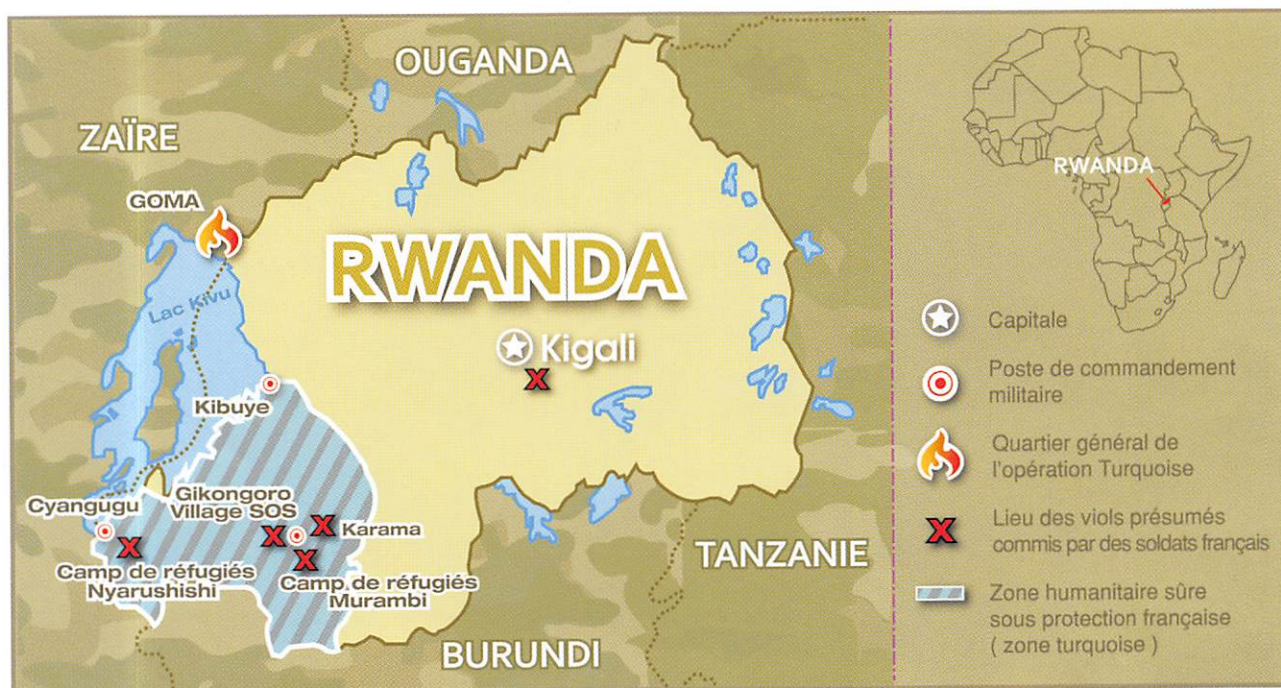 OUGANDA
ZAÏRE
GOMA
Lac Kivu
RWANDA
Kigali
Kibuye
Cyangugu
Gikongoro
Village SOS
Karama
Camp de réfugiés
Nyarushishi
Camp de réfugiés
Murambi
TANZANIE
BURUNDI
RWANDA
Capitale
Poste de commandement
militaire
Quartier général de
l'opération Turquoise
Lieu des viols présumés
commis par des soldats français
Zone humanitaire sûre
sous protection française
( zone turquoise )